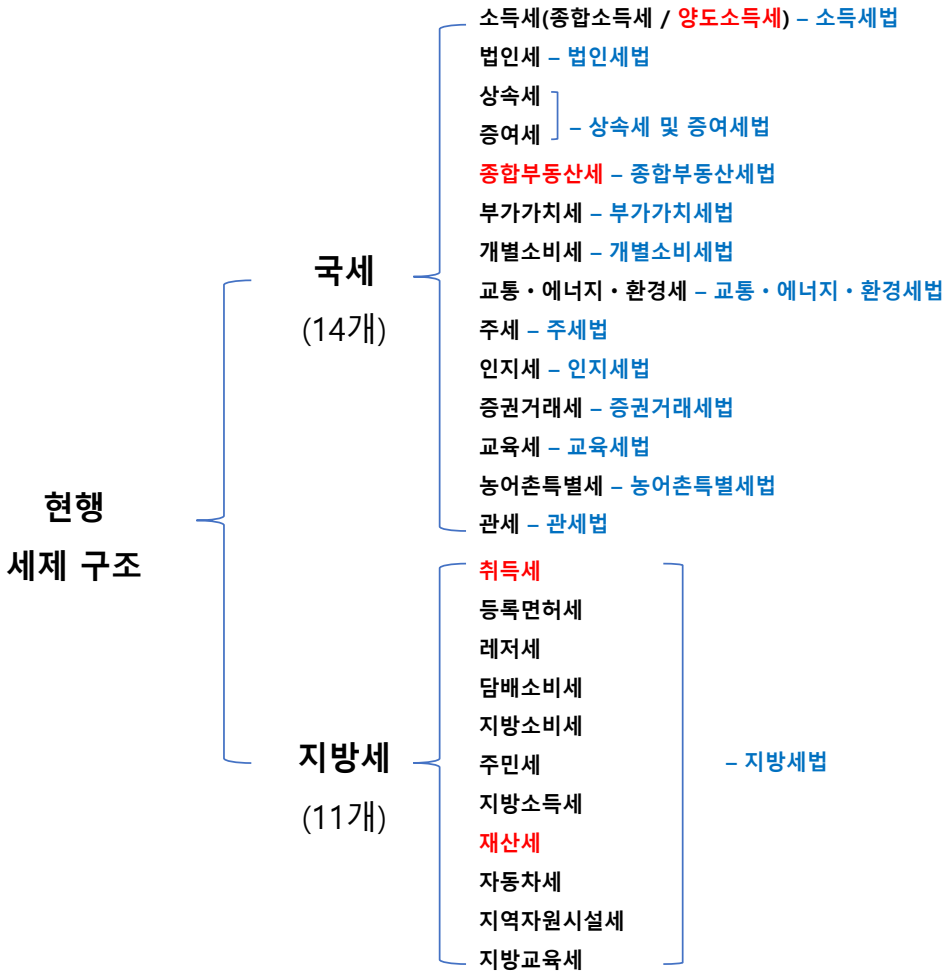 현행
세제 구조
국세
(14개)
소득세(종합소득세 / 양도소득세) – 소득세법
법인세 – 법인세법
상속세
증여세
– 상속세 및 증여세법
종합부동산세 – 종합부동산세법
부가가치세 – 부가가치세법
개별소비세 – 개별소비세법
교통・에너지・환경세 – 교통・에너지・환경세법
주세 – 주세법
인지세 – 인지세법
증권거래세 – 증권거래세법
교육세 – 교육세법
농어촌특별세 – 농어촌특별세법
관세 – 관세법
지방세
(11개)
취득세
등록면허세
레저세
담배소비세
지방소비세
주민세
지방소득세
재산세
자동차세
지역자원시설세
지방교육세
– 지방세법